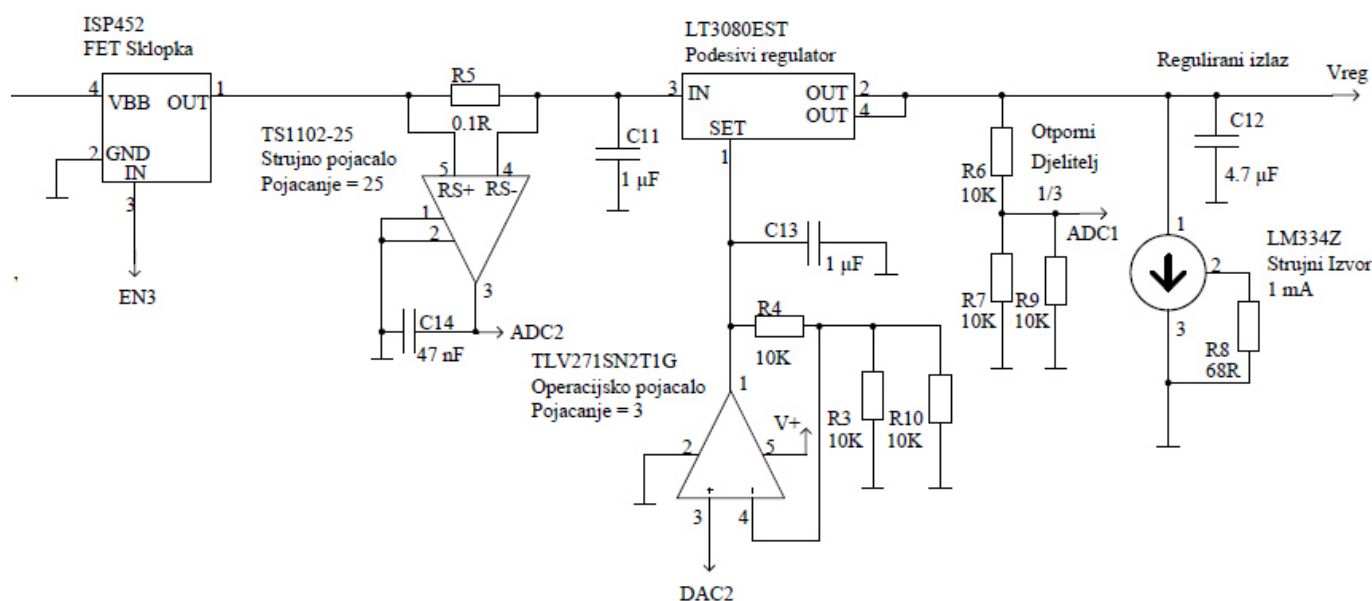 ISP452
FET Sklopka
4
VBB
OUT
1
2
GND
IN
3
EN3
R5
0.1R
TS1102-25
Strujno pojacalo
Pojacanje = 25
5
4
RS+
RS-
1
2
3
C14
47 nF
ADC2
C11
1 μF
LT3080EST
Podesivi regulator
3
IN
OUT
2
OUT
4
SET
1
C13
1 μF
R4
10K
TLV271SN2T1G
Operacijsko pojacalo
Pojacanje = 3
1
2
5
V+
+
-
3
4
DAC2
R3
10K
R10
10K
Regulirani izlaz
Vreg
Otporni
Djelitelj
1/3
R6
10K
ADC1
R7
10K
R9
10K
C12
4.7 μF
1
2
3
LM334Z
Strujni Izvor
1 mA
R8
68R